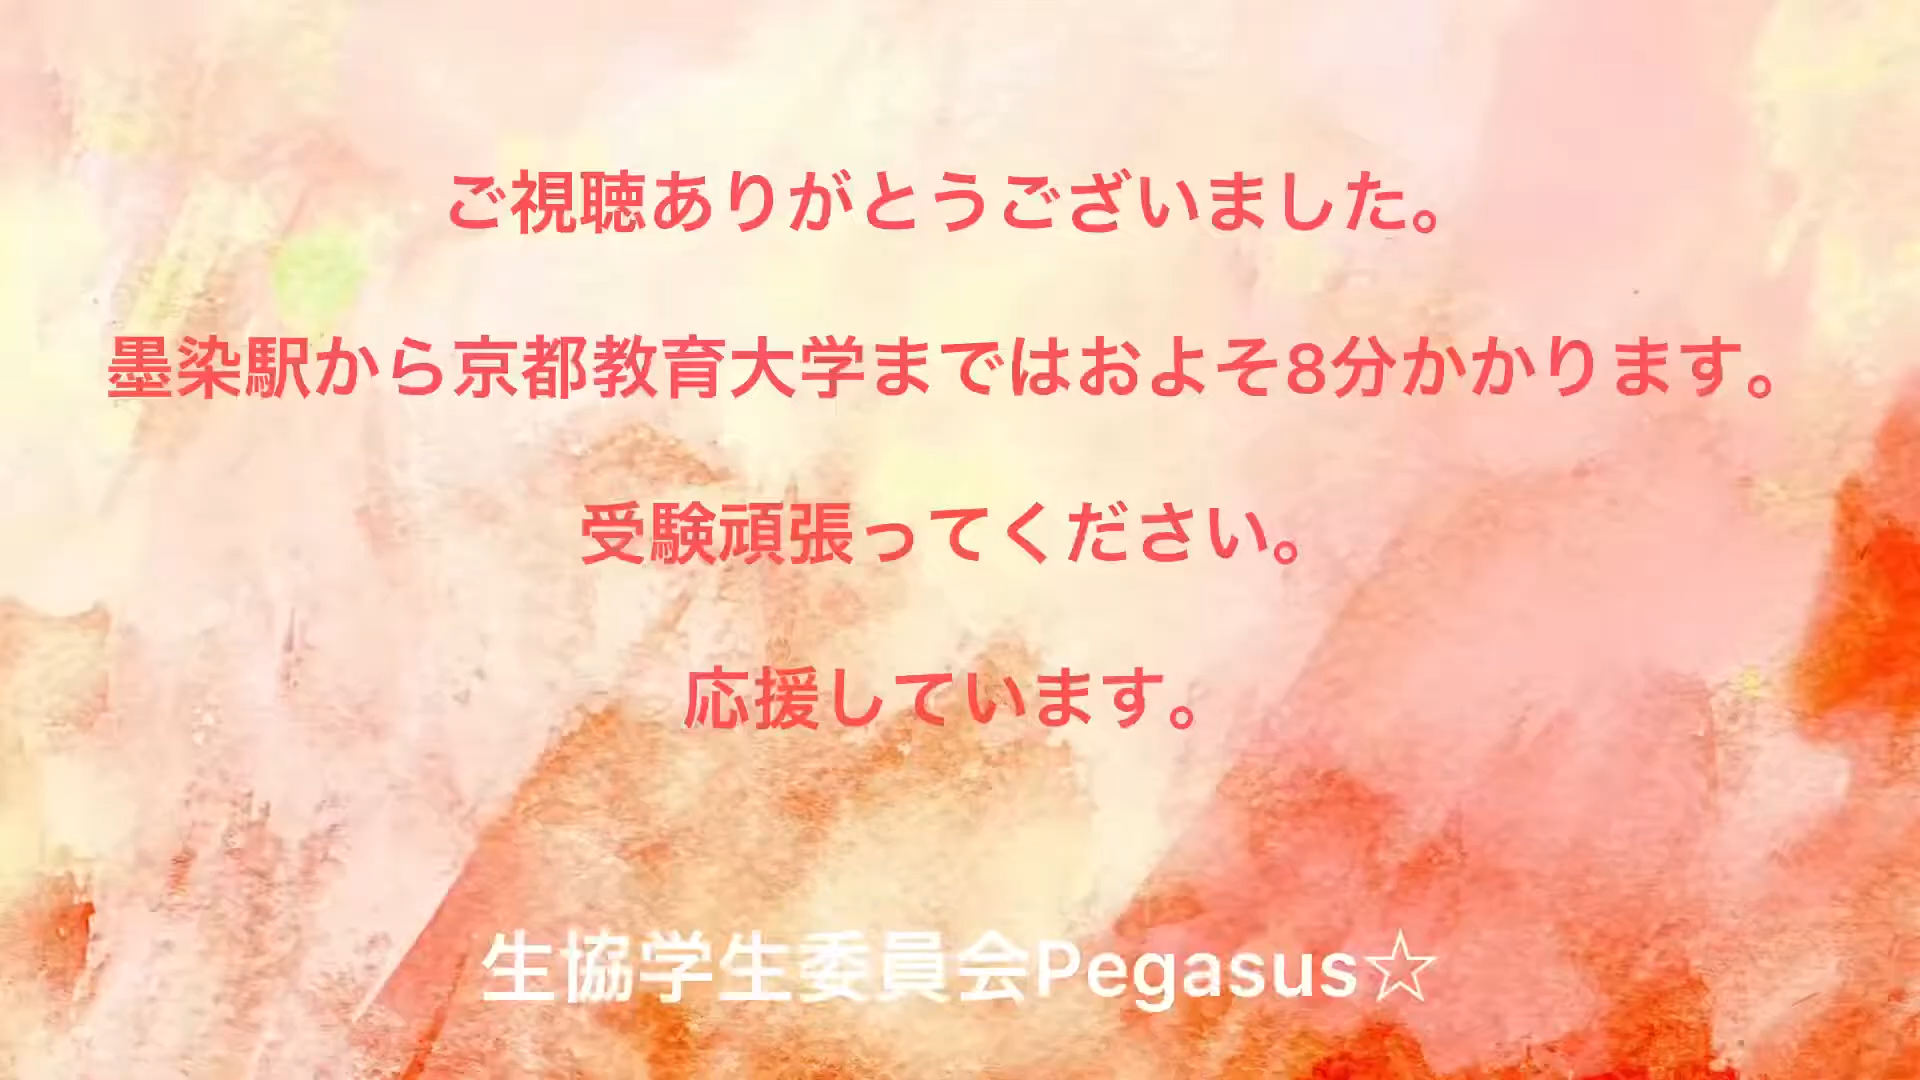 ご視聴ありがとうございました。
墨染駅から京都教育大学まではおよそ8分かかります。
受験頑張ってください。
応援しています。
生協学生委員会Pegasus☆